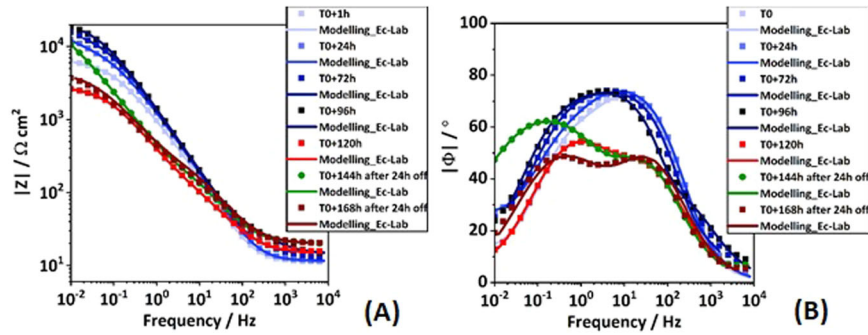 T0+1h
Modelling_Ec-Lab
T0+24h
Modelling_Ec-Lab
T0+72h
Modelling_Ec-Lab
T0+96h
Modelling_Ec-Lab
T0+120h
Modelling_Ec-Lab
T0+144h after 24h off
Modelling_Ec-Lab
T0+168h after 24h off
Modelling_Ec-Lab
10⁴
10³
10²
10¹
|Z| / Ω cm²
10⁻² 10⁻¹ 10⁰ 10¹ 10² 10³ 10⁴
Frequency / Hz
(A)
T0
Modelling_Ec-Lab
T0+24h
Modelling_Ec-Lab
T0+72h
Modelling_Ec-Lab
T0+96h
Modelling_Ec-Lab
T0+120h
Modelling_Ec-Lab
T0+144h after 24h off
Modelling_Ec-Lab
T0+168h after 24h off
Modelling_Ec-Lab
100
80
60
40
20
0
|Φ| / °
10⁻² 10⁻¹ 10⁰ 10¹ 10² 10³ 10⁴
Frequency / Hz
(B)